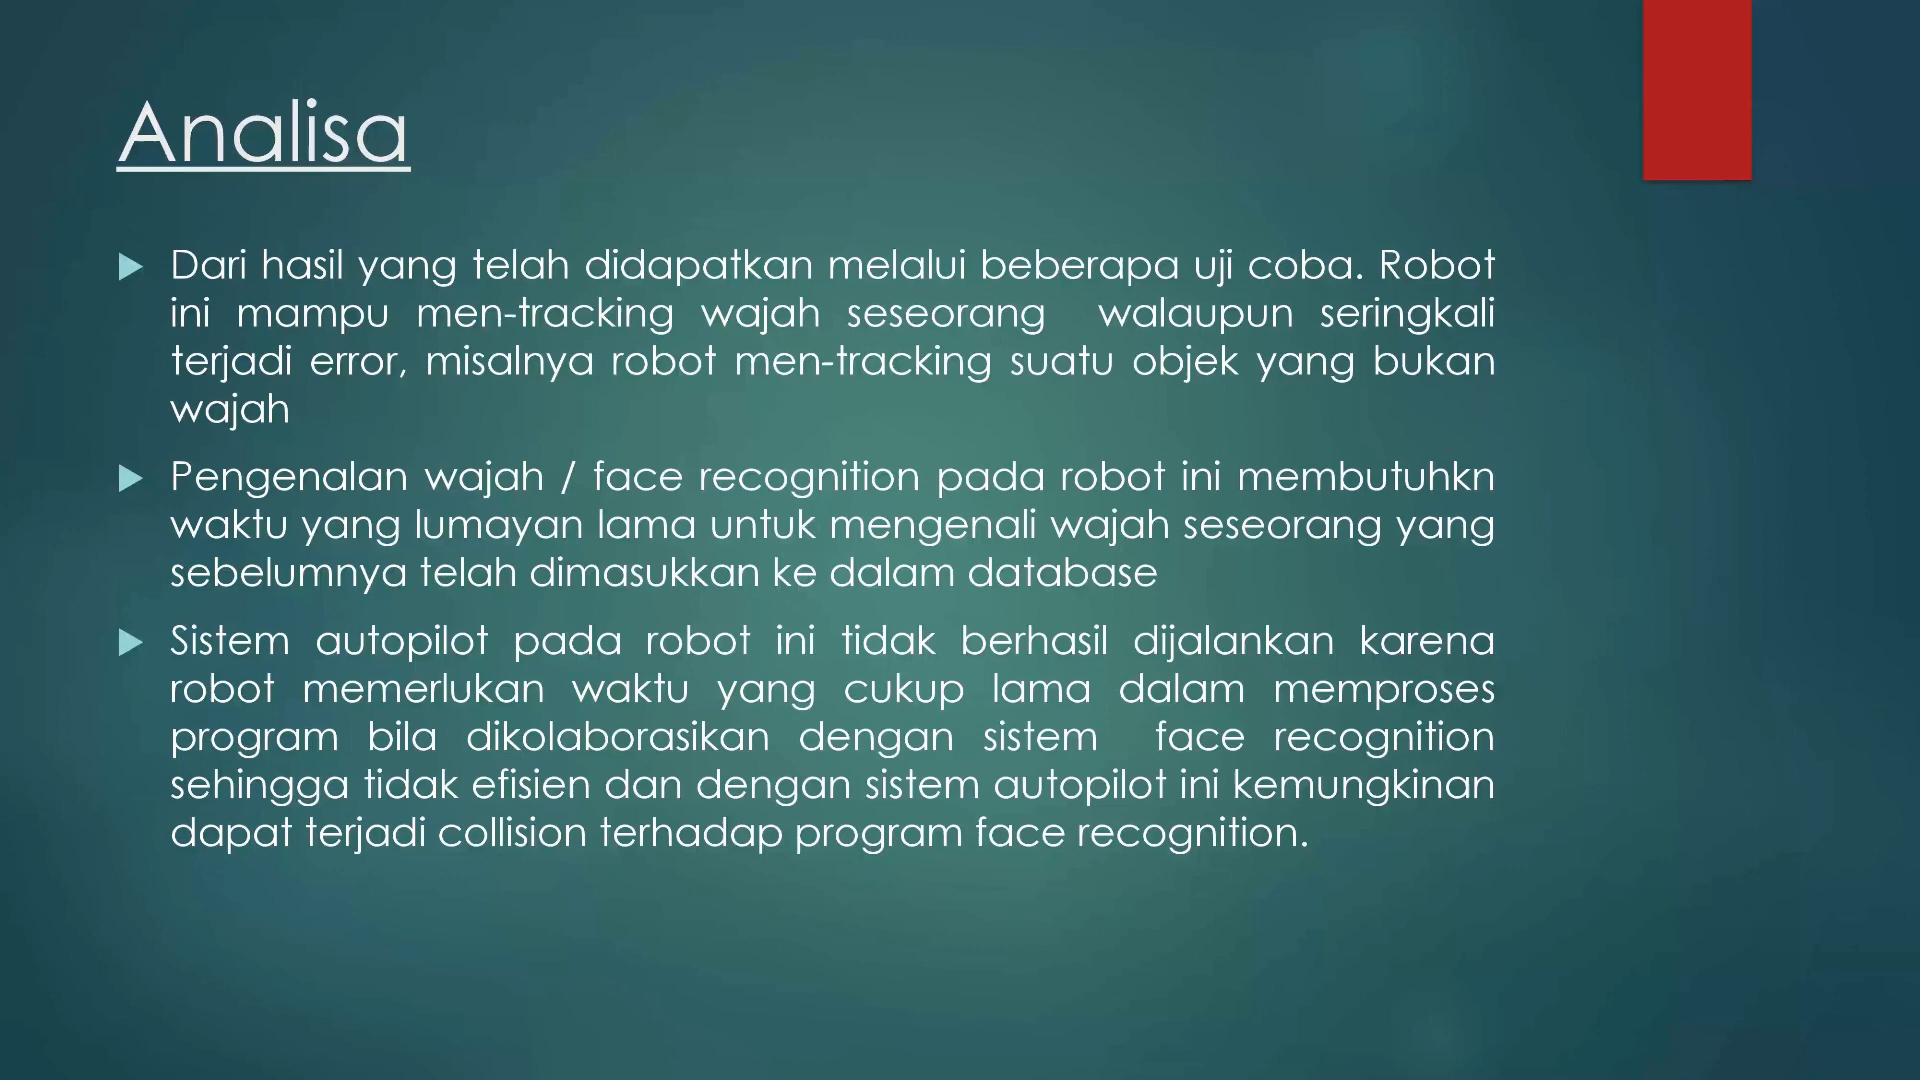 Analisa
Dari hasil yang telah didapatkan melalui beberapa uji coba. Robot
ini mampu men-tracking wajah seseorang walaupun seringkali
terjadi error, misalnya robot men-tracking suatu objek yang bukan
wajah
Pengenalan wajah / face recognition pada robot ini membutuhkn
waktu yang lumayan lama untuk mengenali wajah seseorang yang
sebelumnya telah dimasukkan ke dalam database
Sistem autopilot pada robot ini tidak berhasil dijalankan karena
robot memerlukan waktu yang cukup lama dalam memproses
program bila dikolaborasikan dengan sistem face recognition
sehingga tidak efisien dan dengan sistem autopilot ini kemungkinan
dapat terjadi collision terhadap program face recognition.